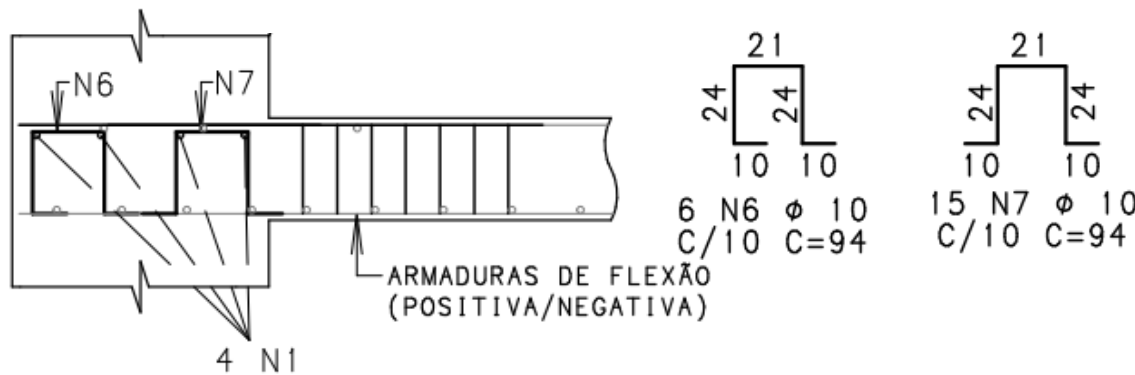 N6
N7
ARMADURAS DE FLEXÃO
(POSITIVA/NEGATIVA)
4 N1
21
24
24
10
10
6 N6 ϕ 10
C/10 C=94
21
24
24
10
10
15 N7 ϕ 10
C/10 C=94